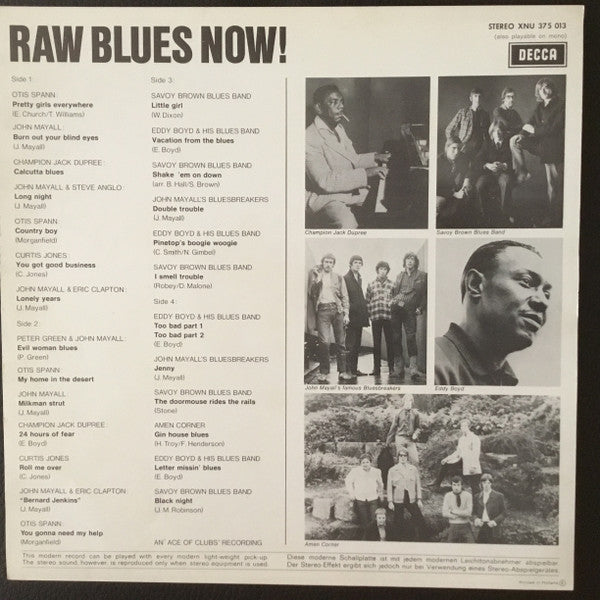 RAW BLUES NOW!
STEREO XNU 375 013
(also playable on mono)
DECCA
Side 1:
OTIS SPANN:
Pretty girls everywhere
(E. Church/T. Williams)
JOHN MAYALL:
Burn out your blind eyes
(J. Mayall)
CHAMPION JACK DUPREE:
Calcutta blues
JOHN MAYALL & STEVE ANGLO:
Long night
(J. Mayall)
OTIS SPANN:
Country boy
(Morganfield)
CURTIS JONES:
You got good business
(C. Jones)
JOHN MAYALL & ERIC CLAPTON:
Lonely years
(J. Mayall)
Side 2:
PETER GREEN & JOHN MAYALL:
Evil woman blues
(P. Green)
OTIS SPANN
My home in the desert
JOHN MAYALL:
Milkman strut
(J. Mayall)
CHAMPION JACK DUPREE:
24 hours of fear
(E. Boyd)
CURTIS JONES
Roll me over
(C. Jones)
JOHN MAYALL & ERIC CLAPTON:
"Bernard Jenkins"
(J. Mayall)
OTIS SPAN:
You gonna need my help
(Morganfield)
Side 3:
SAVOY BROWN BLUES BAND
Little girl
(W. Dixon)
EDDY BOYD & HIS BLUES BAND
Vacation from the blues
(E. Boyd)
SAVOY BROWN BLUES BAND
Shake 'em on down
(arr. B. Hall/S. Brown)
JOHN MAYALL'S BLUESBREAKERS
Double trouble
(J. Mayall)
EDDY BOYD & HIS BLUES BAND
Pinetop's boogie woogie
(C. Smith/N. Gimbel)
SAVOY BROWN BLUES BAND
I smell trouble
(Robey/D. Malone)
Side 4:
EDDY BOYD & HIS BLUES BAND
Too bad part 1
Too bad part 2
(E. Boyd)
JOHN MAYALL'S BLUESBREAKERS
Jenny
(J. Mayall)
SAVOY BROWN BLUES BAND
The doormouse rides the rails
(Stone)
AMEN CORNER
Gin house blues
(H. Troy/F. Henderson)
EDDY BOYD & HIS BLUES BAND
Letter missin' blues
(E. Boyd)
SAVOY BROWN BLUES BAND
Black night
(J. M. Robinson)
AN' ACE OF CLUBS' RECORDING
Champion Jack Dupree
Savoy Brown Blues Band
John Mayall's famous Bluesbreakers
Eddy Boyd
Amen Corner
This modern record can be played with every modern light-weight pick-up.
The stereo sound, however, is reproduced only when stereo equipment is used.
Diese moderne Schallplatte ist mit jedem modernen Leichttonabnehmer abspielbar.
Der Stereo-Effekt ergibt sich jedoch nur bei Verwendung eines Stereo-Abspielgerätes.
Printed in Holland